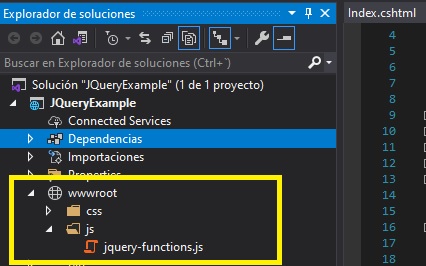 Explorador de soluciones
Index.cshtml
Buscar en Explorador de soluciones (Ctrl+`)
Solución "JQueryExample" (1 de 1 proyecto)
JQueryExample
Connected Services
Dependencias
Importaciones
Properties
wwwroot
css
js
jquery-functions.js
4
5
6
7
8
9
10
11
12
13
14
15
16
17
18